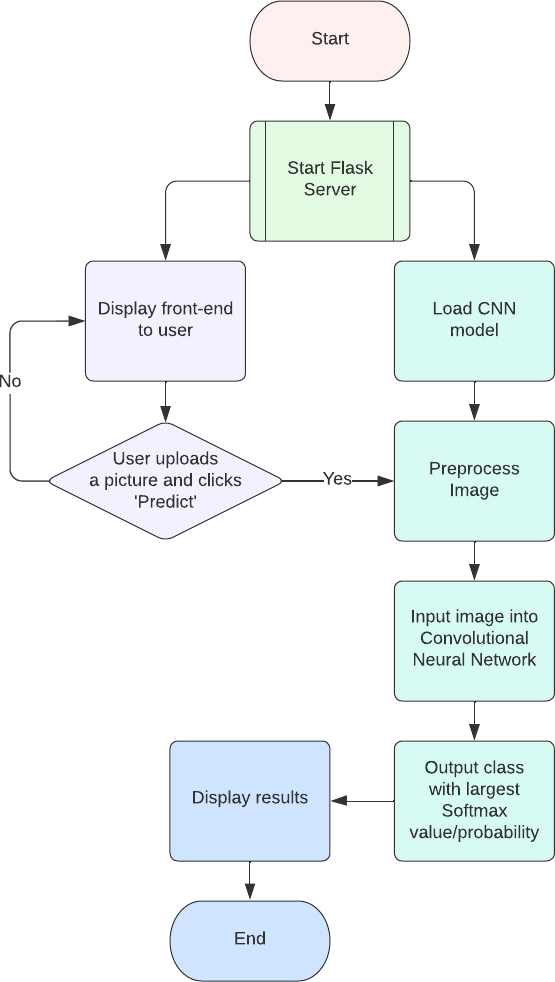 Start
Start Flask
Server
Display front-end
to user
Load CNN
model
No
User uploads
a picture and clicks
'Predict'
Yes
Preprocess
Image
Input image into
Convolutional
Neural Network
Output class
with largest
Softmax
value/probability
Display results
End